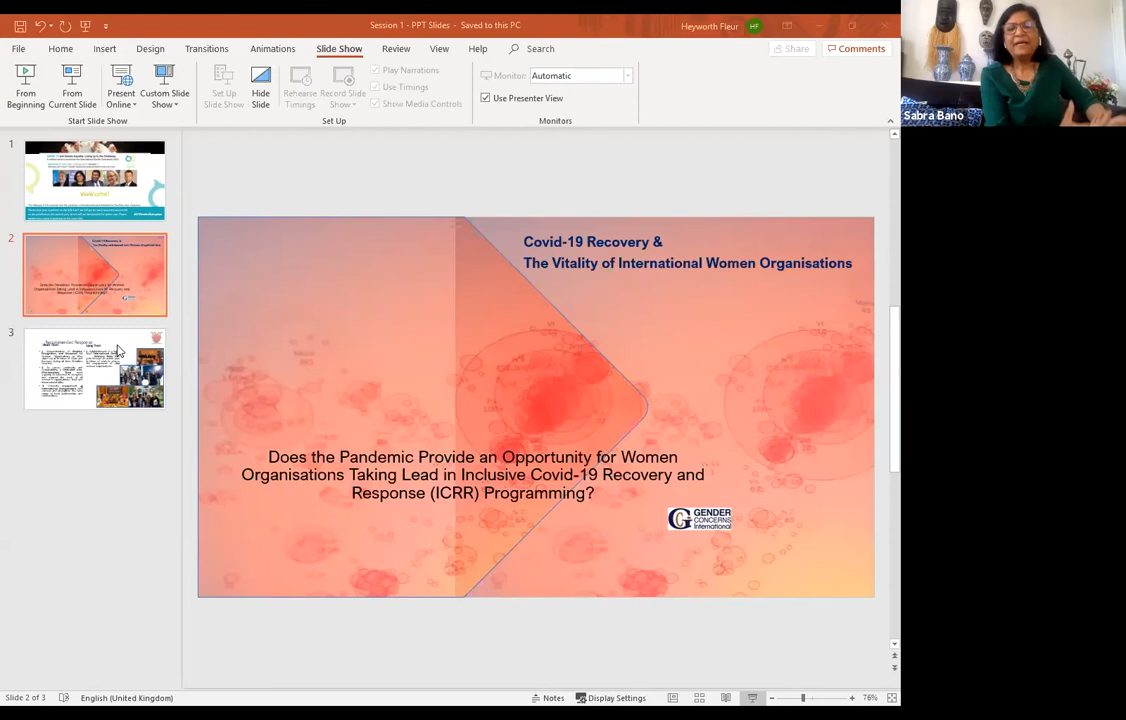 Session 1 - PPT Slides - Saved to this PC
Heyworth Fleur
HF
File Home Insert Design Transitions Animations Slide Show Review View Help Search
Share
Comments
From Beginning
From Current Slide
Present Online
Custom Slide Show
Set Up Slide Show
Hide Slide
Rehearse Timings
Record Slide Show
Play Narrations
Use Timings
Show Media Controls
Monitor: Automatic
Use Presenter View
Start Slide Show
Set Up
Monitors
Sabra Bano
1
Welcome!
2
3
Covid-19 Recovery &
The Vitality of International Women Organisations
Does the Pandemic Provide an Opportunity for Women
Organisations Taking Lead in Inclusive Covid-19 Recovery and
Response (ICRR) Programming?
GENDER
CONCERNS
International
Slide 2 of 3
English (United Kingdom)
Notes
Display Settings
76%